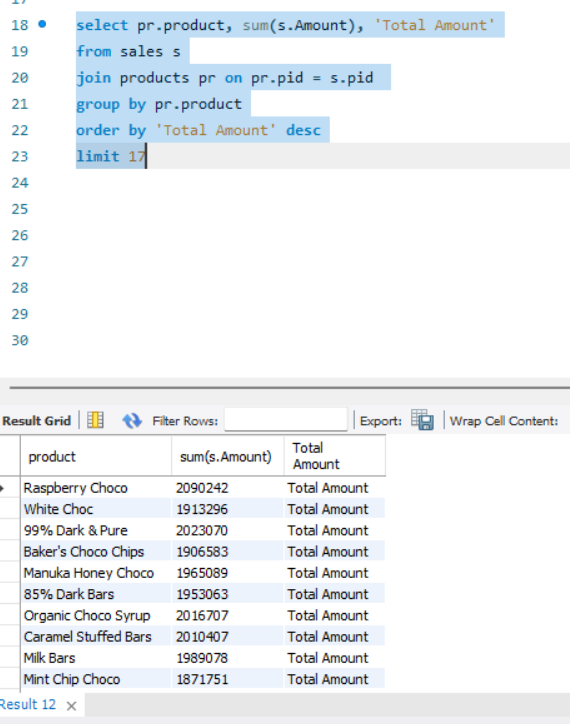 18 select pr.product, sum(s.Amount), 'Total Amount'
19 from sales s
20 join products pr on pr.pid = s.pid
21 group by pr.product
22 order by 'Total Amount' desc
23 limit 17
24
25
26
27
28
29
30
Result Grid Filter Rows: Export: Wrap Cell Content:
product sum(s.Amount) Total Amount
Raspberry Choco 2090242 Total Amount
White Choc 1913296 Total Amount
99% Dark & Pure 2023070 Total Amount
Baker's Choco Chips 1906583 Total Amount
Manuka Honey Choco 1965089 Total Amount
85% Dark Bars 1953063 Total Amount
Organic Choco Syrup 2016707 Total Amount
Caramel Stuffed Bars 2010407 Total Amount
Milk Bars 1989078 Total Amount
Mint Chip Choco 1871751 Total Amount
Result 12 ×